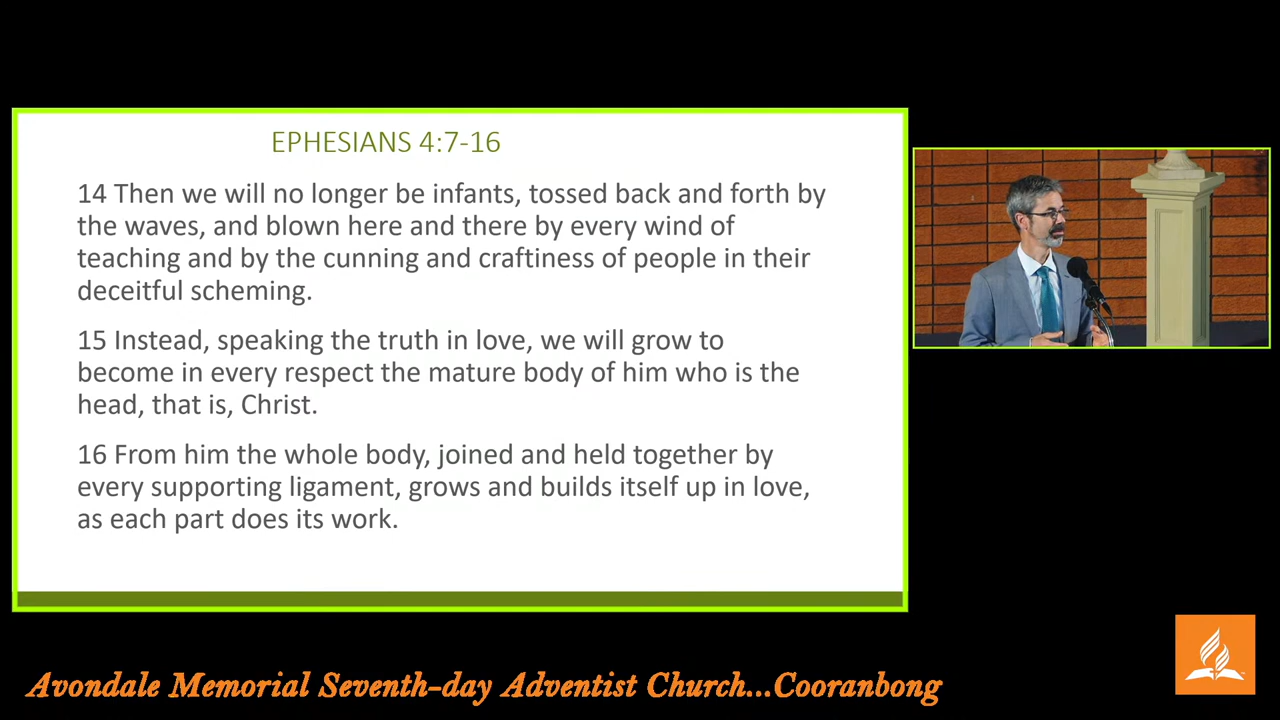 EPHESIANS 4:7-16
14 Then we will no longer be infants, tossed back and forth by
the waves, and blown here and there by every wind of
teaching and by the cunning and craftiness of people in their
deceitful scheming.
15 Instead, speaking the truth in love, we will grow to
become in every respect the mature body of him who is the
head, that is, Christ.
16 From him the whole body, joined and held together by
every supporting ligament, grows and builds itself up in love,
as each part does its work.
Avondale Memorial Seventh-day Adventist Church...Cooranbong